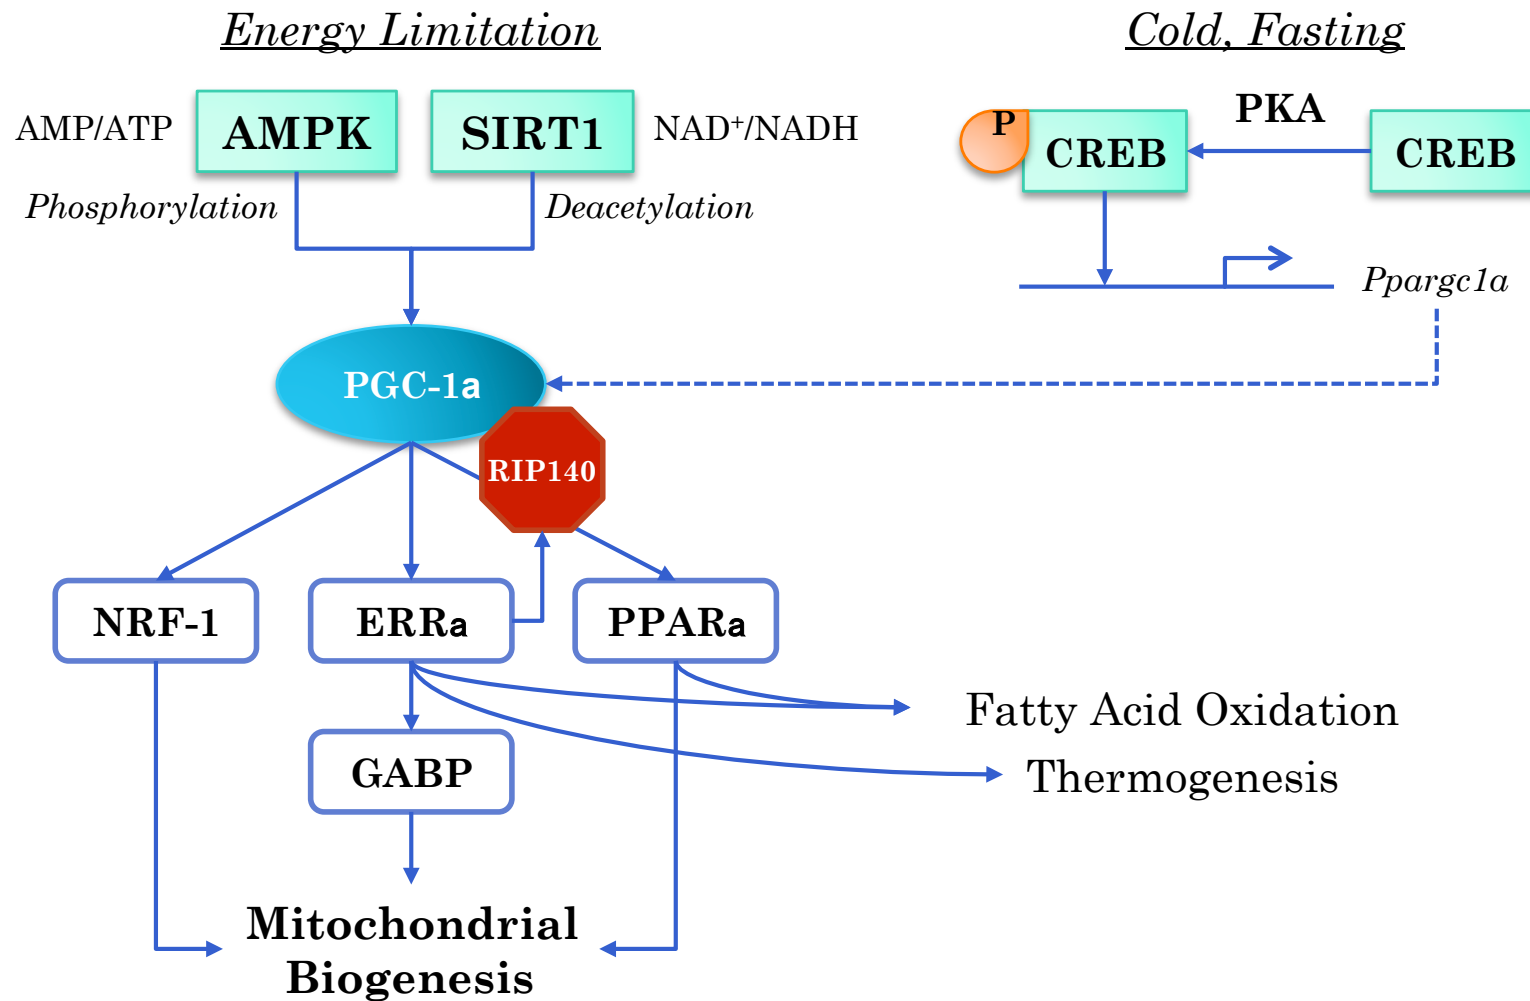 Energy Limitation
Cold, Fasting
AMP/ATP
AMPK
SIRT1
NAD⁺/NADH
P
CREB
PKA
CREB
Phosphorylation
Deacetylation
Ppargc1a
PGC-1a
RIP140
NRF-1
ERRa
PPARa
Fatty Acid Oxidation
GABP
Thermogenesis
Mitochondrial
Biogenesis